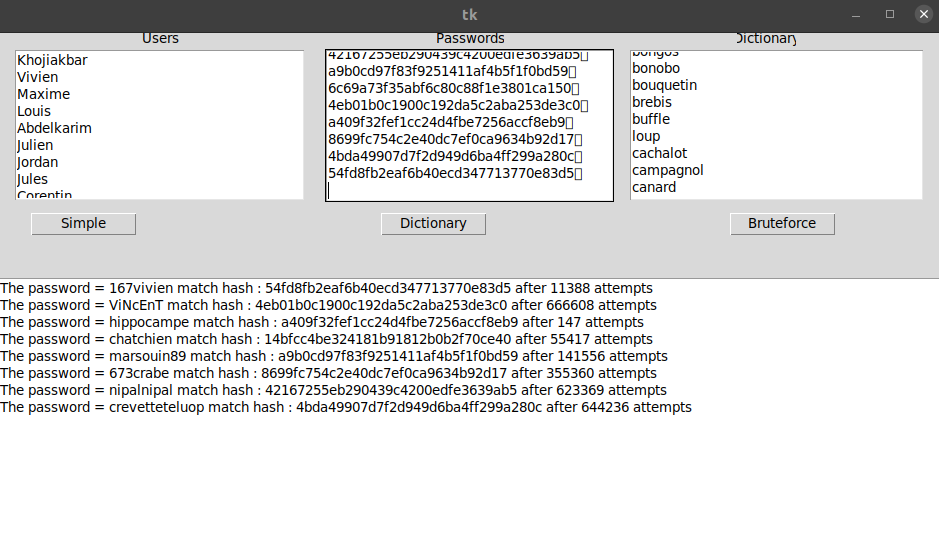 tk
Users
Passwords
Dictionary
Khojiakbar
Vivien
Maxime
Louis
Abdelkarim
Julien
Jordan
Jules
Corentin
42167255eb290439c4200edfe3639ab5
a9b0cd97f83f9251411af4b5f1f0bd59
6c69a73f35abf6c80c88f1e3801ca150
4eb01b0c1900c192da5c2aba253de3c0
a409f32fef1cc24d4fbe7256accf8eb9
8699fc754c2e40dc7ef0ca9634b92d17
4bda49907d7f2d949d6ba4ff299a280c
54fd8fb2eaf6b40ecd347713770e83d5
bongos
bonobo
bouquetin
brebis
buffle
loup
cachalot
campagnol
canard
Simple
Dictionary
Bruteforce
The password = 167vivien match hash : 54fd8fb2eaf6b40ecd347713770e83d5 after 11388 attempts
The password = ViNcEnT match hash : 4eb01b0c1900c192da5c2aba253de3c0 after 666608 attempts
The password = hippocampe match hash : a409f32fef1cc24d4fbe7256accf8eb9 after 147 attempts
The password = chatchien match hash : 14bfcc4be324181b91812b0b2f70ce40 after 55417 attempts
The password = marsouin89 match hash : a9b0cd97f83f9251411af4b5f1f0bd59 after 141556 attempts
The password = 673crabe match hash : 8699fc754c2e40dc7ef0ca9634b92d17 after 355360 attempts
The password = nipalnipal match hash : 42167255eb290439c4200edfe3639ab5 after 623369 attempts
The password = crevetteteluop match hash : 4bda49907d7f2d949d6ba4ff299a280c after 644236 attempts